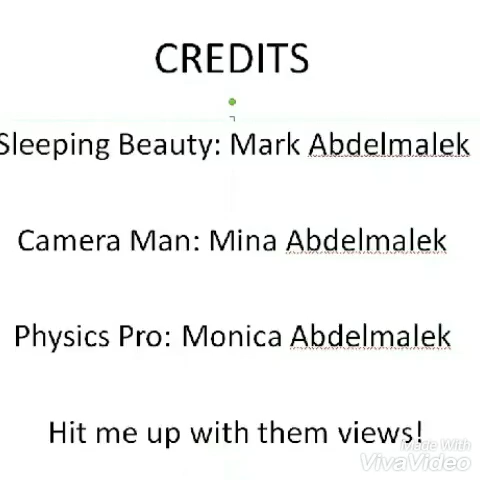 CREDITS
Sleeping Beauty: Mark Abdelmalek
Camera Man: Mina Abdelmalek
Physics Pro: Monica Abdelmalek
Hit me up with them views!
Made With
VivaVideo